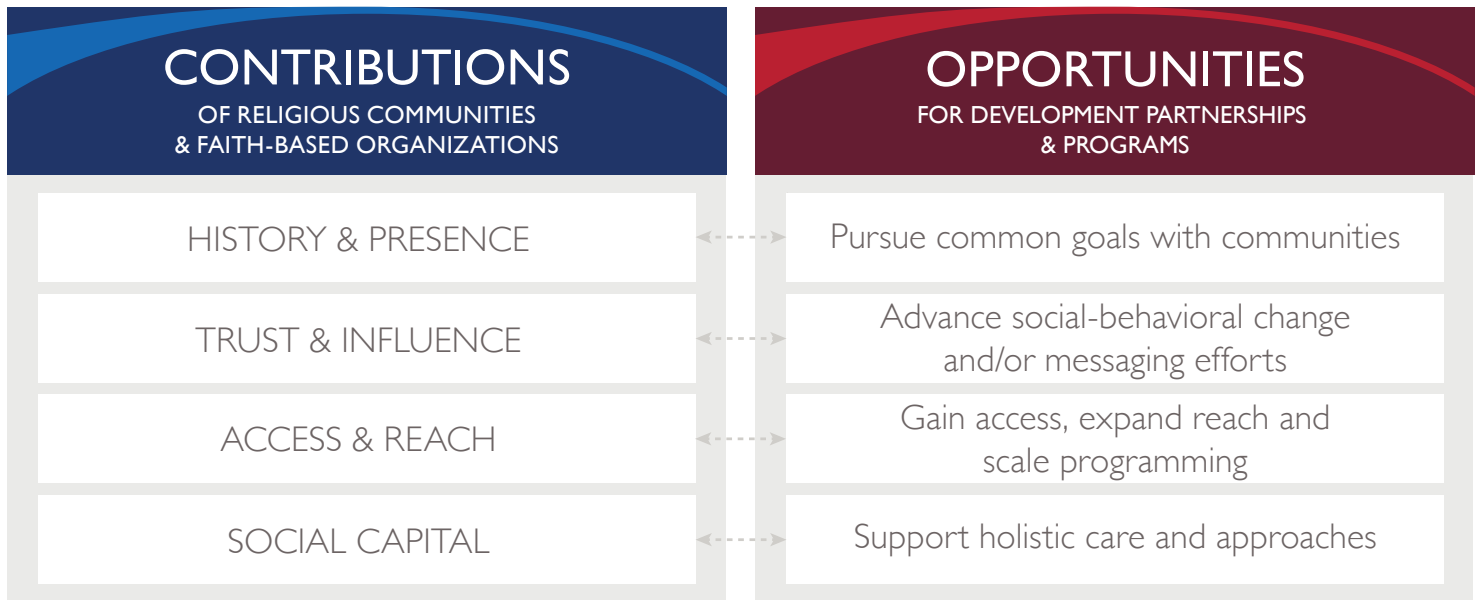 CONTRIBUTIONS
OF RELIGIOUS COMMUNITIES
& FAITH-BASED ORGANIZATIONS
HISTORY & PRESENCE
TRUST & INFLUENCE
ACCESS & REACH
SOCIAL CAPITAL
OPPORTUNITIES
FOR DEVELOPMENT PARTNERSHIPS
& PROGRAMS
Pursue common goals with communities
Advance social-behavioral change
and/or messaging efforts
Gain access, expand reach and
scale programming
Support holistic care and approaches